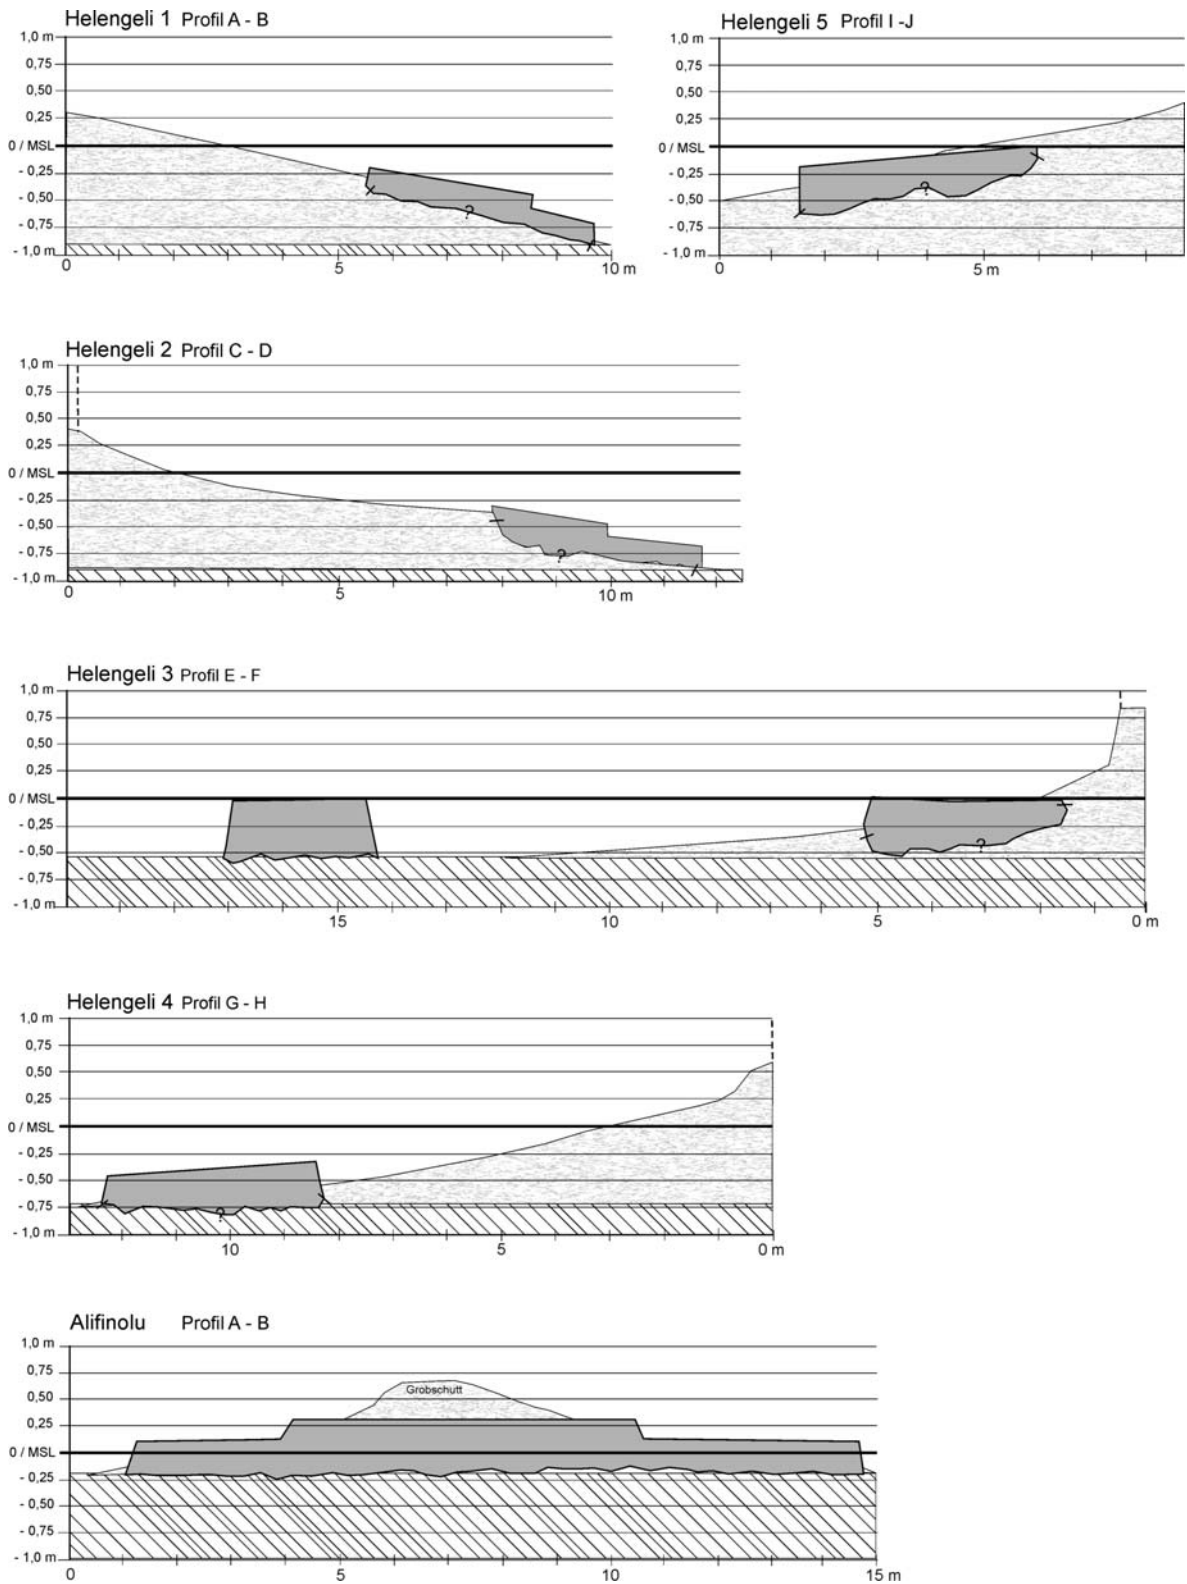 Helengeli 1 Profil A - B
1,0 m
0,75
0,50
0,25
0 / MSL
- 0,25
- 0,50
- 0,75
- 1,0 m
?
0 5 10 m
Helengeli 5 Profil I -J
1,0 m
0,75
0,50
0,25
0 / MSL
- 0,25
- 0,50
- 0,75
- 1,0 m
?
0 5 m
Helengeli 2 Profil C - D
1,0 m
0,75
0,50
0,25
0 / MSL
- 0,25
- 0,50
- 0,75
- 1,0 m
?
0 5 10 m
Helengeli 3 Profil E - F
1,0 m
0,75
0,50
0,25
0 / MSL
- 0,25
- 0,50
- 0,75
- 1,0 m
?
15 10 5 0 m
Helengeli 4 Profil G - H
1,0 m
0,75
0,50
0,25
0 / MSL
- 0,25
- 0,50
- 0,75
- 1,0 m
?
10 5 0 m
Alifinolu Profil A - B
1,0 m
0,75
0,50
0,25
0 / MSL
- 0,25
- 0,50
- 0,75
- 1,0 m
Grobschutt
0 5 10 15 m